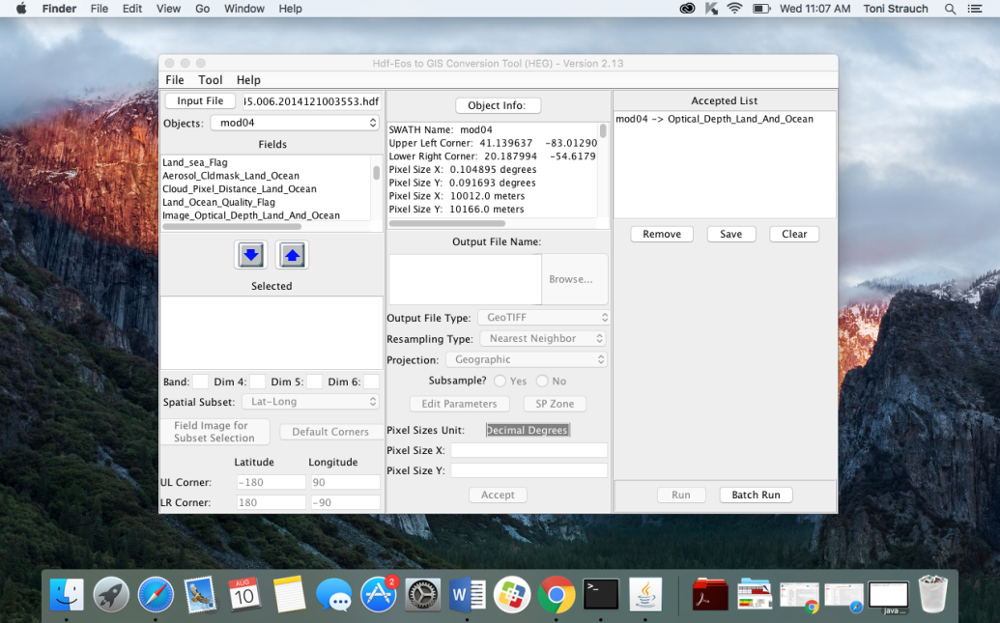 Finder File Edit View Go Window Help Wed 11:07 AM Toni Strauch
Hdf-Eos to GIS Conversion Tool (HEG) - Version 2.13
File Tool Help
Input File 15.006.2014121003553.hdf
Objects: mod04
Fields
Land_sea_Flag
Aerosol_Cldmask_Land_Ocean
Cloud_Pixel_Distance_Land_Ocean
Land_Ocean_Quality_Flag
Image_Optical_Depth_Land_And_Ocean
Selected
Band: Dim 4: Dim 5: Dim 6:
Spatial Subset: Lat-Long
Field Image for
Subset Selection
Default Corners
Latitude Longitude
UL Corner: -180 90
LR Corner: 180 -90
Object Info:
SWATH Name: mod04
Upper Left Corner: 41.139637 -83.01290
Lower Right Corner: 20.187994 -54.6179
Pixel Size X: 0.104895 degrees
Pixel Size Y: 0.091693 degrees
Pixel Size X: 10012.0 meters
Pixel Size Y: 10166.0 meters
Output File Name:
Browse...
Output File Type: GeoTIFF
Resampling Type: Nearest Neighbor
Projection: Geographic
Subsample? Yes No
Edit Parameters SP Zone
Pixel Sizes Unit: Decimal Degrees
Pixel Size X:
Pixel Size Y:
Accept
Accepted List
mod04 -> Optical_Depth_Land_And_Ocean
Remove Save Clear
Run Batch Run
AUG
10
2
W
>_
java ...